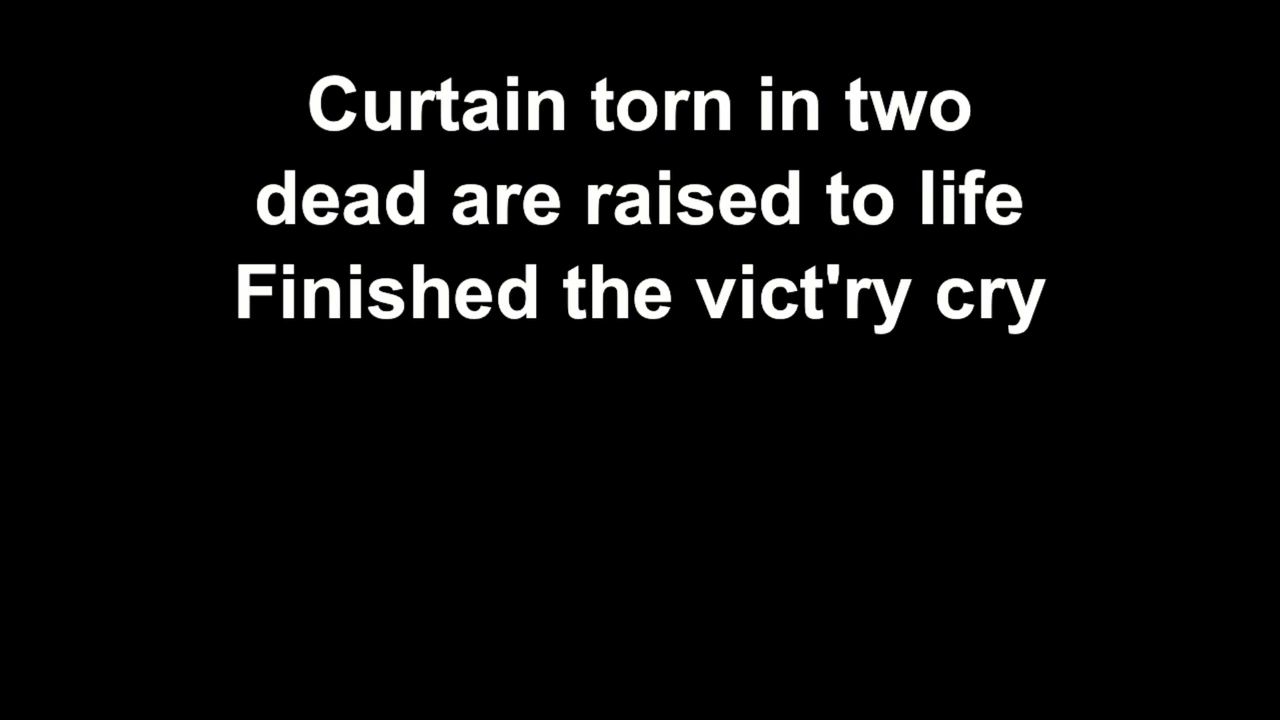 Curtain torn in two
dead are raised to life
Finished the vict'ry cry